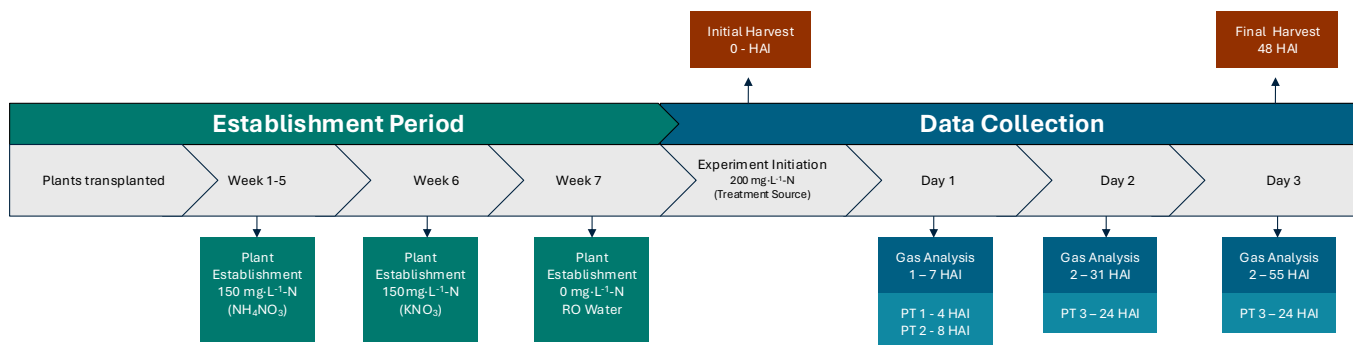 Initial Harvest
0 - HAI
Final Harvest
48 HAI
Establishment Period
Data Collection
Plants transplanted
Week 1-5
Week 6
Week 7
Experiment Initiation
200 mg·L⁻¹-N
(Treatment Source)
Day 1
Day 2
Day 3
Plant
Establishment
150 mg·L⁻¹-N
(NH₄NO₃)
Plant
Establishment
150mg·L⁻¹-N
(KNO₃)
Plant
Establishment
0 mg·L⁻¹-N
RO Water
Gas Analysis
1 – 7 HAI
PT 1 - 4 HAI
PT 2 - 8 HAI
Gas Analysis
2 – 31 HAI
PT 3 – 24 HAI
Gas Analysis
2 – 55 HAI
PT 3 – 24 HAI